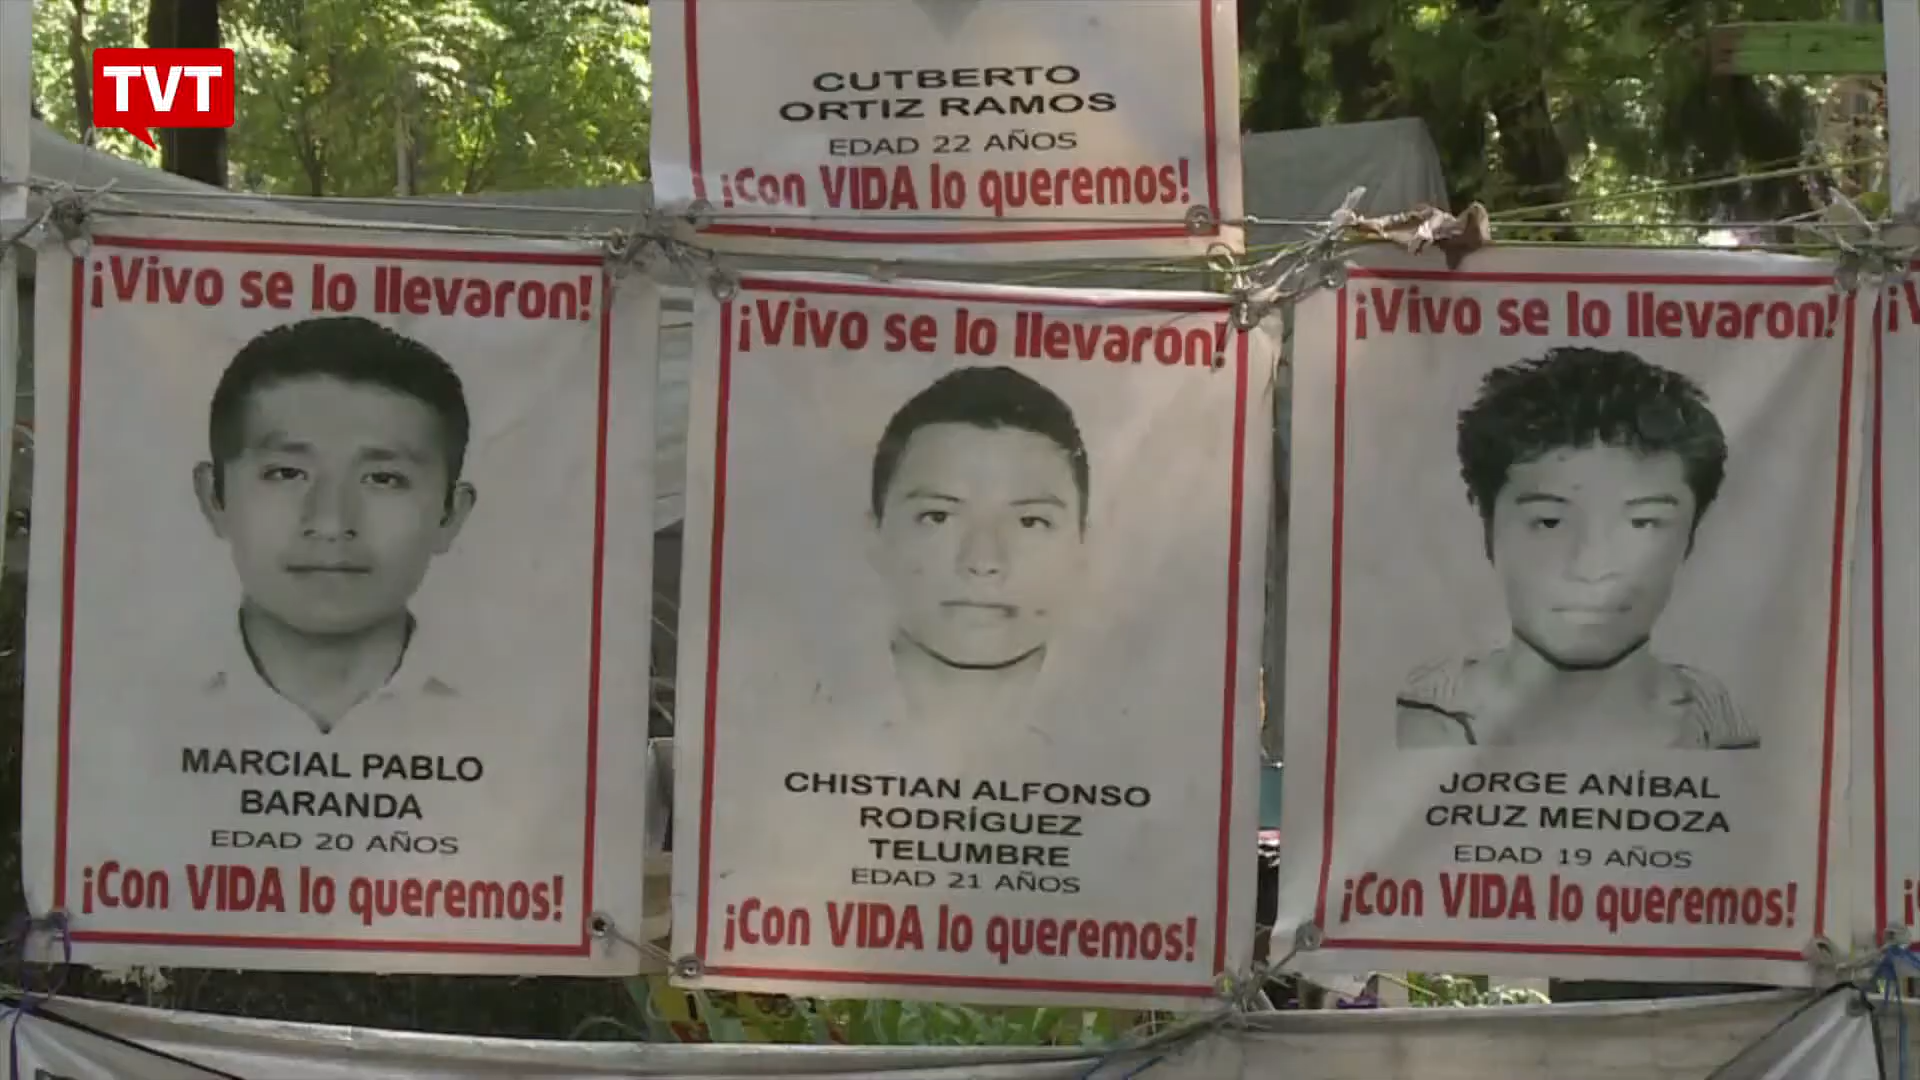 TVT
CUTBERTO
ORTIZ RAMOS
EDAD 22 AÑOS
¡Con VIDA lo queremos!
¡Vivo se lo llevaron!
MARCIAL PABLO
BARANDA
EDAD 20 AÑOS
¡Con VIDA lo queremos!
¡Vivo se lo llevaron!
CHISTIAN ALFONSO
RODRÍGUEZ
TELUMBRE
EDAD 21 AÑOS
¡Con VIDA lo queremos!
¡Vivo se lo llevaron!
JORGE ANÍBAL
CRUZ MENDOZA
EDAD 19 AÑOS
¡Con VIDA lo queremos!